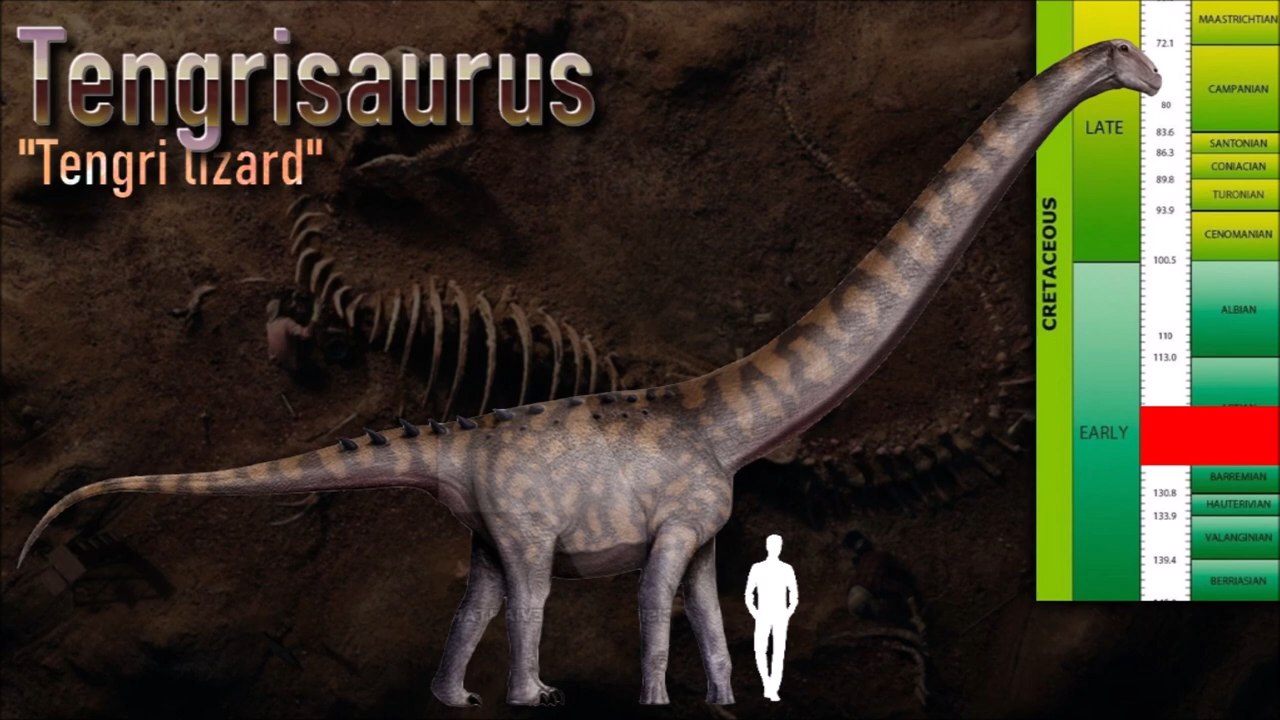 Tengrisaurus
"Tengri lizard"
CRETACEOUS
LATE
EARLY
72.1
80
83.6
86.3
89.8
93.9
100.5
110
113.0
130.8
133.9
139.4
MAASTRICHTIAN
CAMPANIAN
SANTONIAN
CONIACIAN
TURONIAN
CENOMANIAN
ALBIAN
BARREMIAN
HAUTERIVIAN
VALANGINIAN
BERRIASIAN